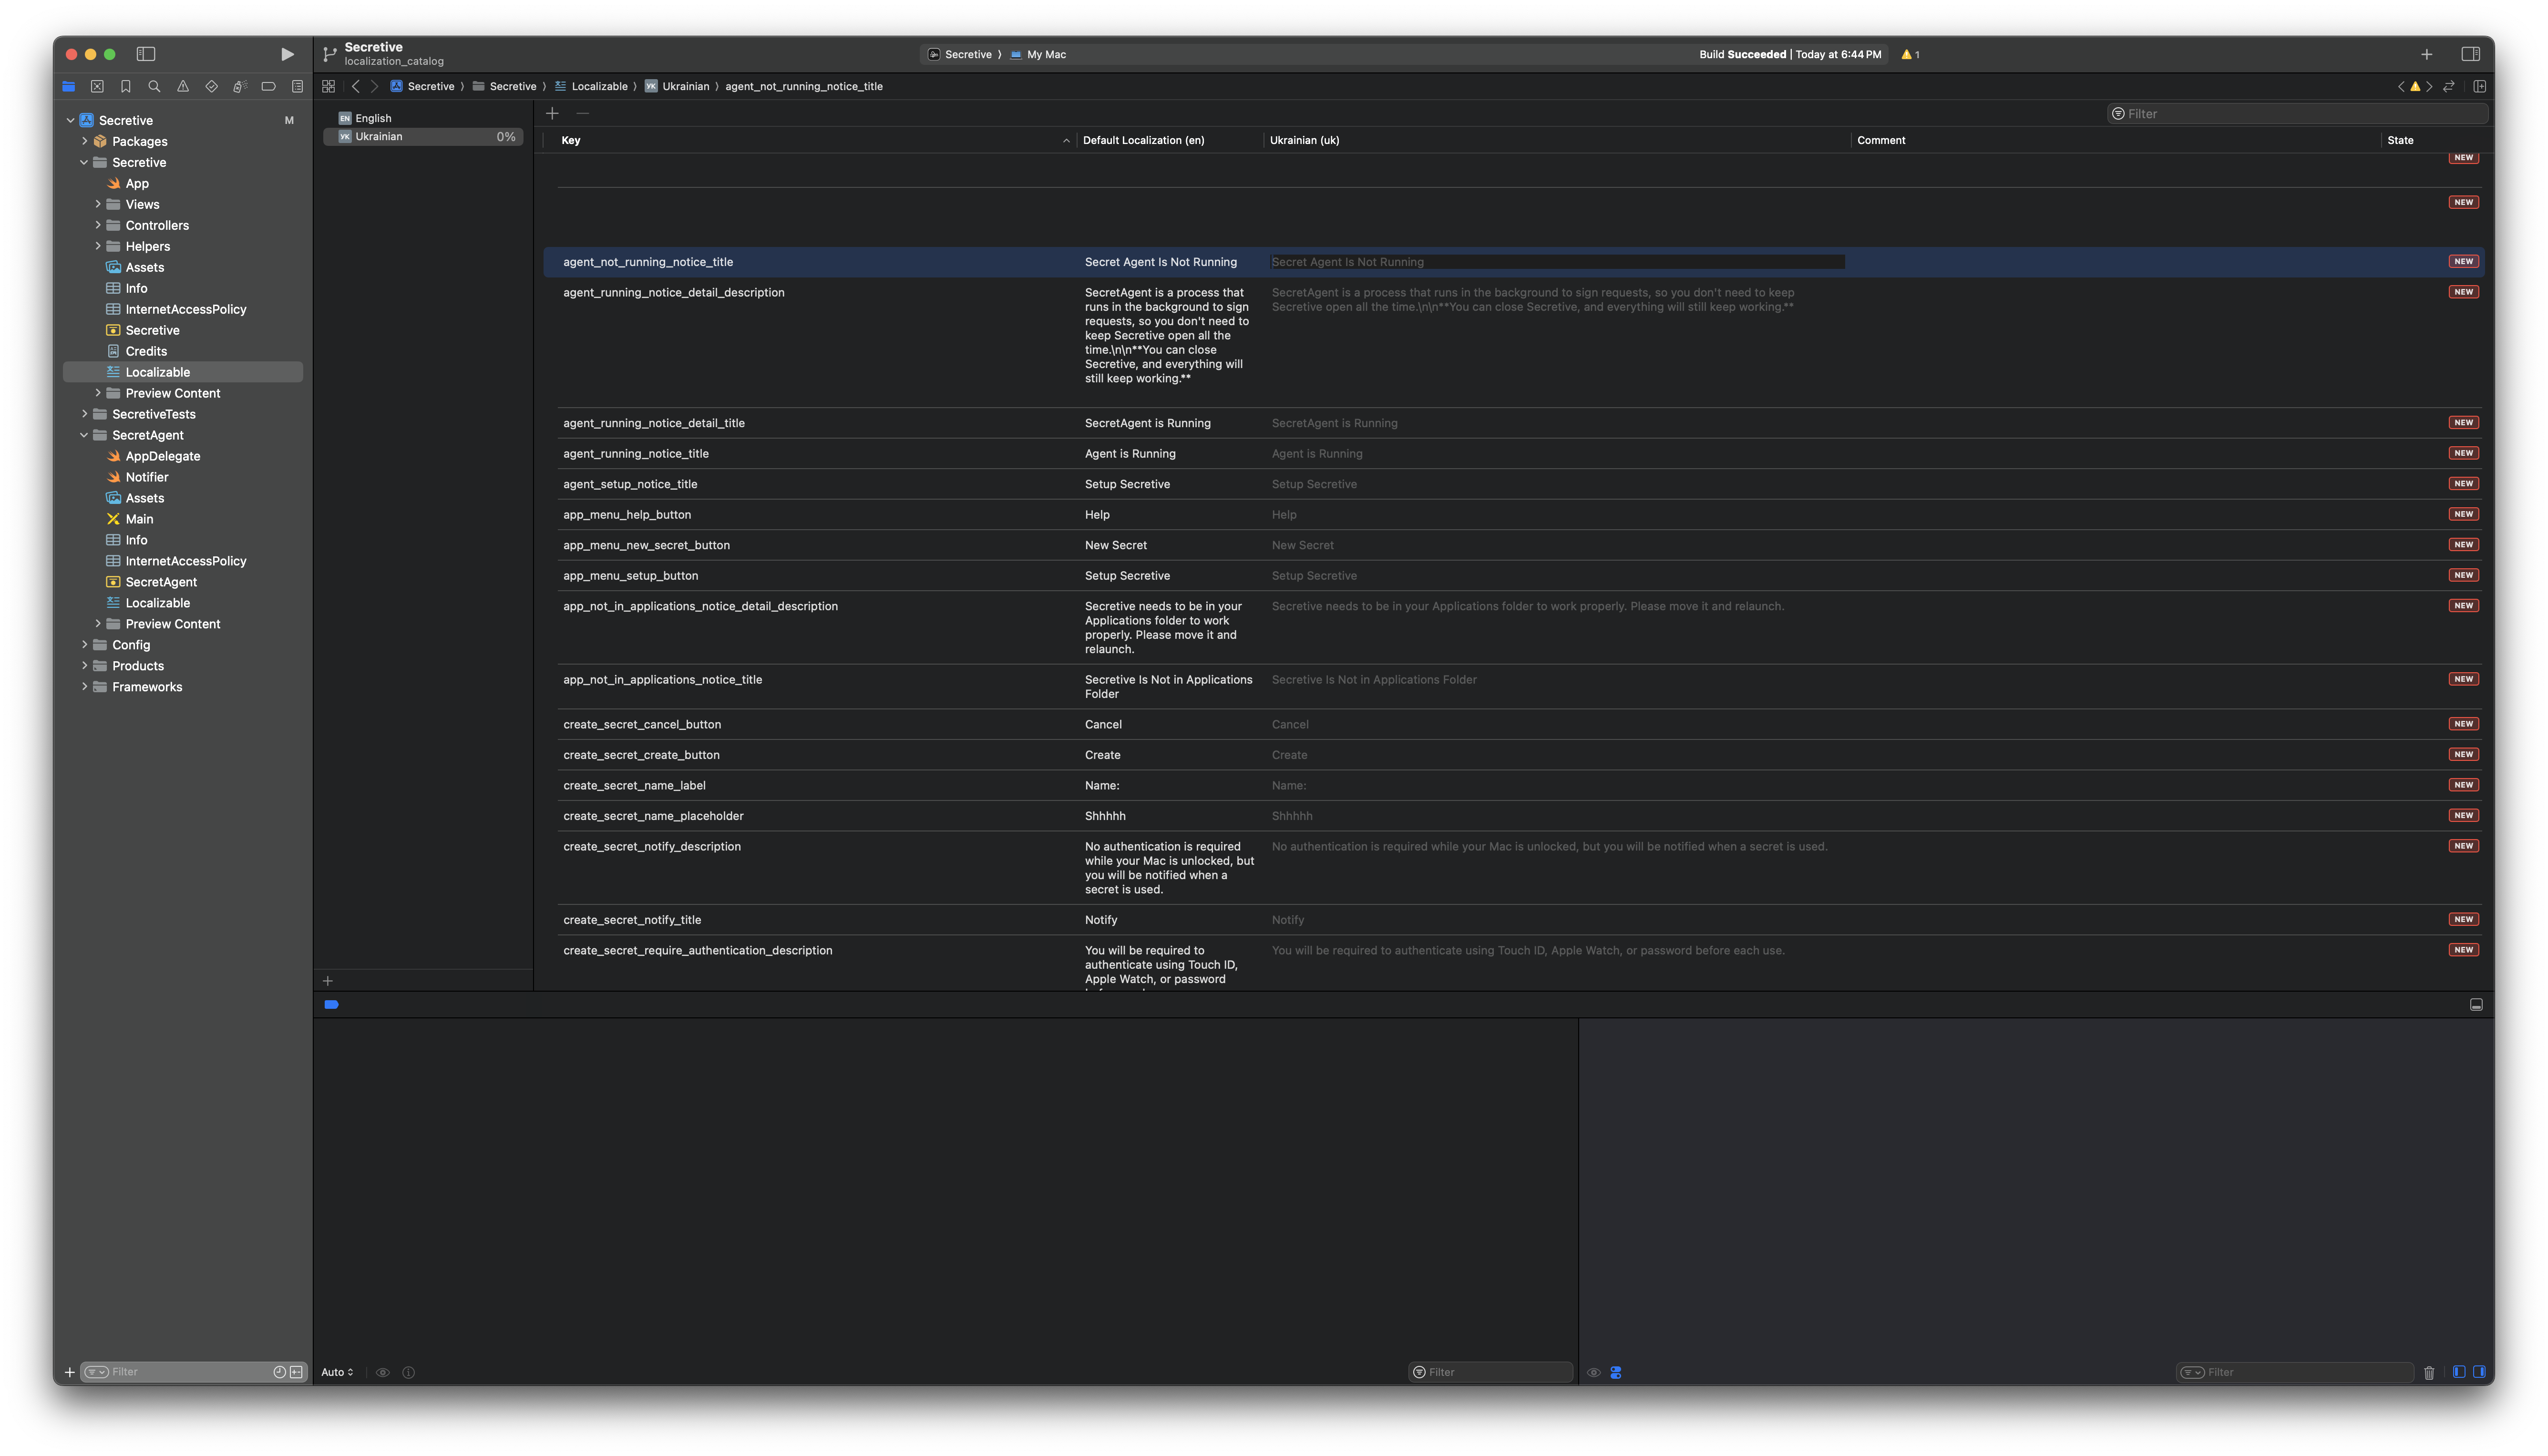 Secretive
localization_catalog
Secretive
My Mac
Build Succeeded | Today at 6:44 PM
1
Secretive
Secretive
Localizable
Ukrainian
agent_not_running_notice_title
Secretive
M
Packages
Secretive
App
Views
Controllers
Helpers
Assets
Info
InternetAccessPolicy
Secretive
Credits
Localizable
Preview Content
SecretiveTests
SecretAgent
AppDelegate
Notifier
Assets
Main
Info
InternetAccessPolicy
SecretAgent
Localizable
Preview Content
Config
Products
Frameworks
Filter
EN English
УК Ukrainian 0%
Filter
Key
Default Localization (en)
Ukrainian (uk)
Comment
State
NEW
NEW
agent_not_running_notice_title
Secret Agent Is Not Running
Secret Agent Is Not Running
NEW
agent_running_notice_detail_description
SecretAgent is a process that
runs in the background to sign
requests, so you don't need to
keep Secretive open all the
time.\n\n**You can close
Secretive, and everything will
still keep working.**
SecretAgent is a process that runs in the background to sign requests, so you don't need to keep
Secretive open all the time.\n\n**You can close Secretive, and everything will still keep working.**
NEW
agent_running_notice_detail_title
SecretAgent is Running
SecretAgent is Running
NEW
agent_running_notice_title
Agent is Running
Agent is Running
NEW
agent_setup_notice_title
Setup Secretive
Setup Secretive
NEW
app_menu_help_button
Help
Help
NEW
app_menu_new_secret_button
New Secret
New Secret
NEW
app_menu_setup_button
Setup Secretive
Setup Secretive
NEW
app_not_in_applications_notice_detail_description
Secretive needs to be in your
Applications folder to work
properly. Please move it and
relaunch.
Secretive needs to be in your Applications folder to work properly. Please move it and relaunch.
NEW
app_not_in_applications_notice_title
Secretive Is Not in Applications
Folder
Secretive Is Not in Applications Folder
NEW
create_secret_cancel_button
Cancel
Cancel
NEW
create_secret_create_button
Create
Create
NEW
create_secret_name_label
Name:
Name:
NEW
create_secret_name_placeholder
Shhhhh
Shhhhh
NEW
create_secret_notify_description
No authentication is required
while your Mac is unlocked, but
you will be notified when a
secret is used.
No authentication is required while your Mac is unlocked, but you will be notified when a secret is used.
NEW
create_secret_notify_title
Notify
Notify
NEW
create_secret_require_authentication_description
You will be required to
authenticate using Touch ID,
Apple Watch, or password
You will be required to authenticate using Touch ID, Apple Watch, or password before each use.
NEW
Auto
Filter
Filter